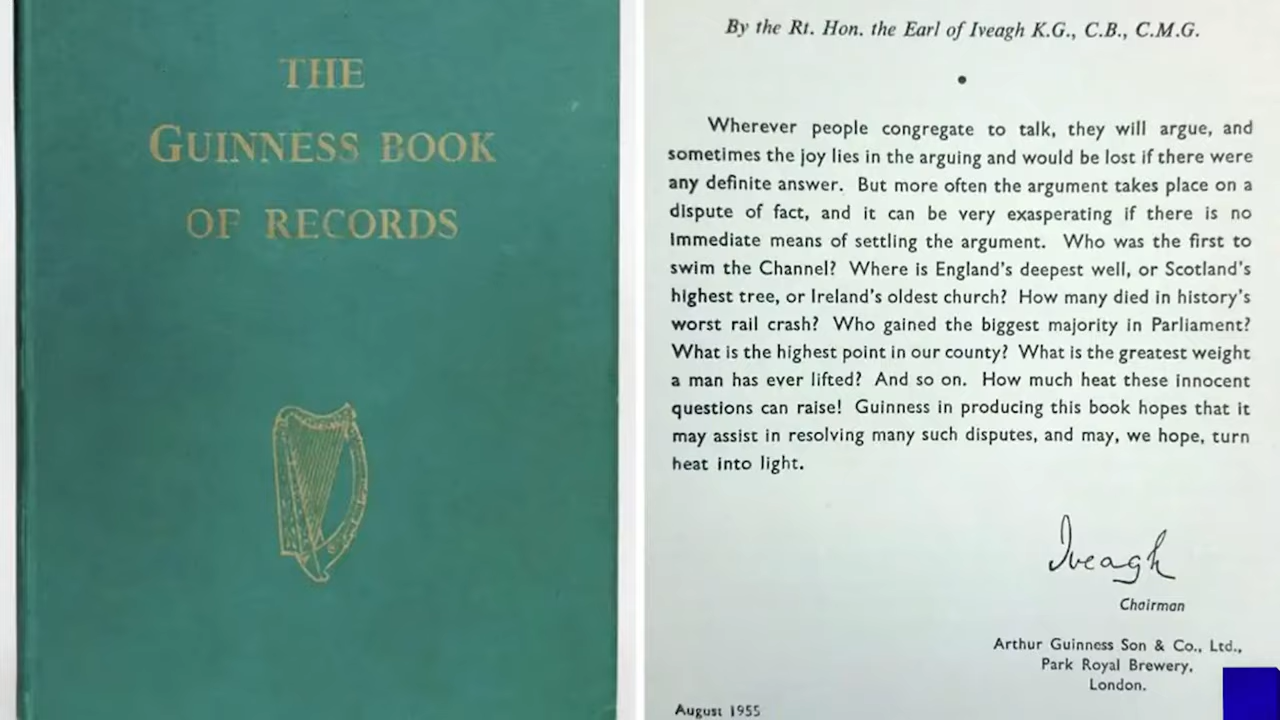 THE
GUINNESS BOOK
OF RECORDS
By the Rt. Hon. the Earl of Iveagh K.G., C.B., C.M.G.
Wherever people congregate to talk, they will argue, and
sometimes the joy lies in the arguing and would be lost if there were
any definite answer. But more often the argument takes place on a
dispute of fact, and it can be very exasperating if there is no
immediate means of settling the argument. Who was the first to
swim the Channel? Where is England's deepest well, or Scotland's
highest tree, or Ireland's oldest church? How many died in history's
worst rail crash? Who gained the biggest majority in Parliament?
What is the highest point in our county? What is the greatest weight
a man has ever lifted? And so on. How much heat these innocent
questions can raise! Guinness in producing this book hopes that it
may assist in resolving many such disputes, and may, we hope, turn
heat into light.
Iveagh
Chairman
Arthur Guinness Son & Co., Ltd.,
Park Royal Brewery,
London.
August 1955